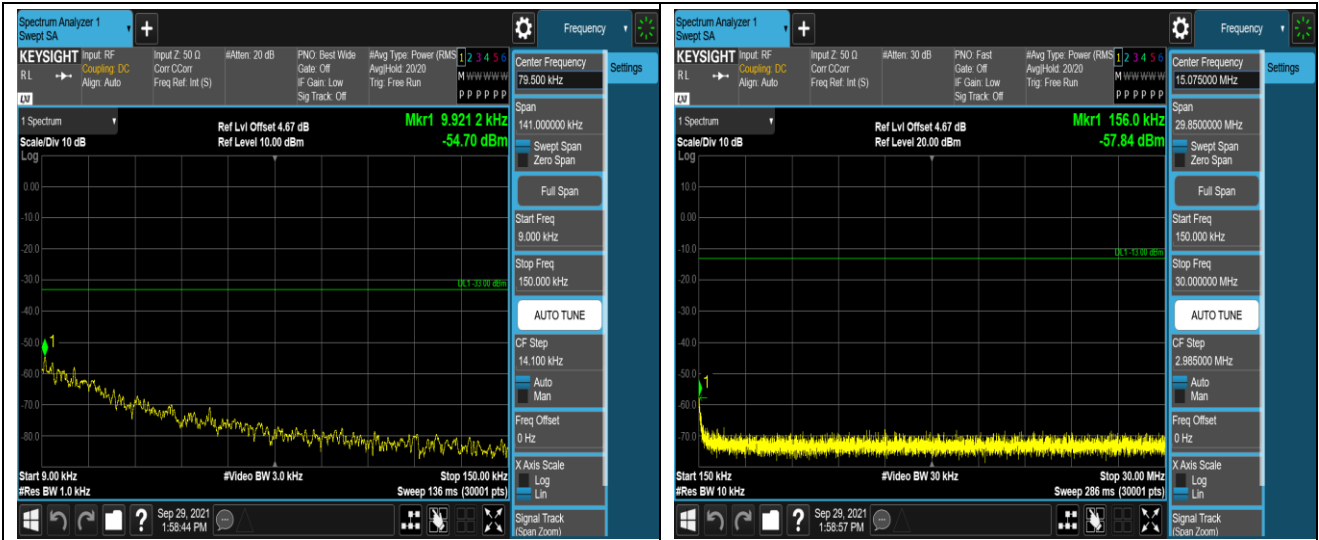 Spectrum Analyzer 1
Swept SA
+
Frequency
KEYSIGHT
RL
LXI
Input: RF
Coupling: DC
Align: Auto
Input Z: 50 Ω
Corr CCorr
Freq Ref: Int (S)
#Atten: 20 dB
PNO: Best Wide
Gate: Off
IF Gain: Low
Sig Track: Off
#Avg Type: Power (RMS
Avg|Hold: 20/20
Trig: Free Run
1 2 3 4 5 6
M W W W W W
P P P P P P
Center Frequency
79.500 kHz
Settings
Span
141.000000 kHz
Swept Span
Zero Span
Full Span
Start Freq
9.000 kHz
Stop Freq
150.000 kHz
AUTO TUNE
CF Step
14.100 kHz
Auto
Man
Freq Offset
0 Hz
X Axis Scale
Log
Lin
Signal Track
(Span Zoom)
1 Spectrum
Scale/Div 10 dB
Log
Ref Lvl Offset 4.67 dB
Ref Level 10.00 dBm
Mkr1 9.921 2 kHz
-54.70 dBm
0.00
-10.0
-20.0
-30.0
-40.0
-50.0
-60.0
-70.0
-80.0
DL1 -33.00 dBm
1
Start 9.00 kHz
#Res BW 1.0 kHz
#Video BW 3.0 kHz
Stop 150.00 kHz
Sweep 136 ms (30001 pts)
?
Sep 29, 2021
1:58:44 PM
Spectrum Analyzer 1
Swept SA
+
Frequency
KEYSIGHT
RL
LXI
Input: RF
Coupling: DC
Align: Auto
Input Z: 50 Ω
Corr CCorr
Freq Ref: Int (S)
#Atten: 30 dB
PNO: Fast
Gate: Off
IF Gain: Low
Sig Track: Off
#Avg Type: Power (RMS
Avg|Hold: 20/20
Trig: Free Run
1 2 3 4 5 6
M W W W W W
P P P P P P
Center Frequency
15.075000 MHz
Settings
Span
29.8500000 MHz
Swept Span
Zero Span
Full Span
Start Freq
150.000 kHz
Stop Freq
30.000000 MHz
AUTO TUNE
CF Step
2.985000 MHz
Auto
Man
Freq Offset
0 Hz
X Axis Scale
Log
Lin
Signal Track
(Span Zoom)
1 Spectrum
Scale/Div 10 dB
Log
Ref Lvl Offset 4.67 dB
Ref Level 20.00 dBm
Mkr1 156.0 kHz
-57.84 dBm
10.0
0.00
-10.0
-20.0
-30.0
-40.0
-50.0
-60.0
-70.0
DL1 -13.00 dBm
1
Start 150 kHz
#Res BW 10 kHz
#Video BW 30 kHz
Stop 30.00 MHz
Sweep 286 ms (30001 pts)
?
Sep 29, 2021
1:58:57 PM